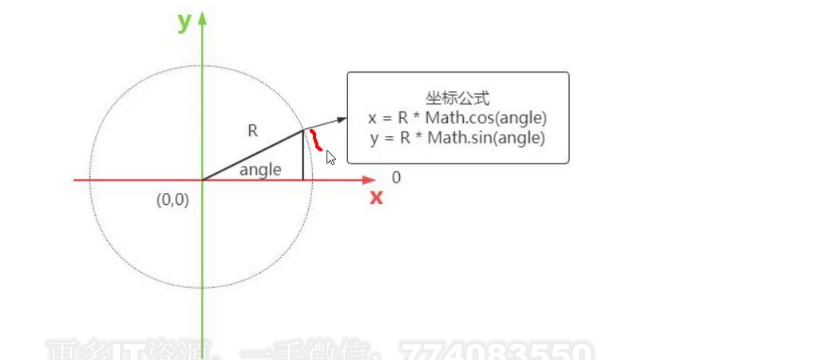 y
坐标公式
x = R * Math.cos(angle)
y = R * Math.sin(angle)
R
angle
0
(0,0)
x
更多IT资源，一手微信：774083550